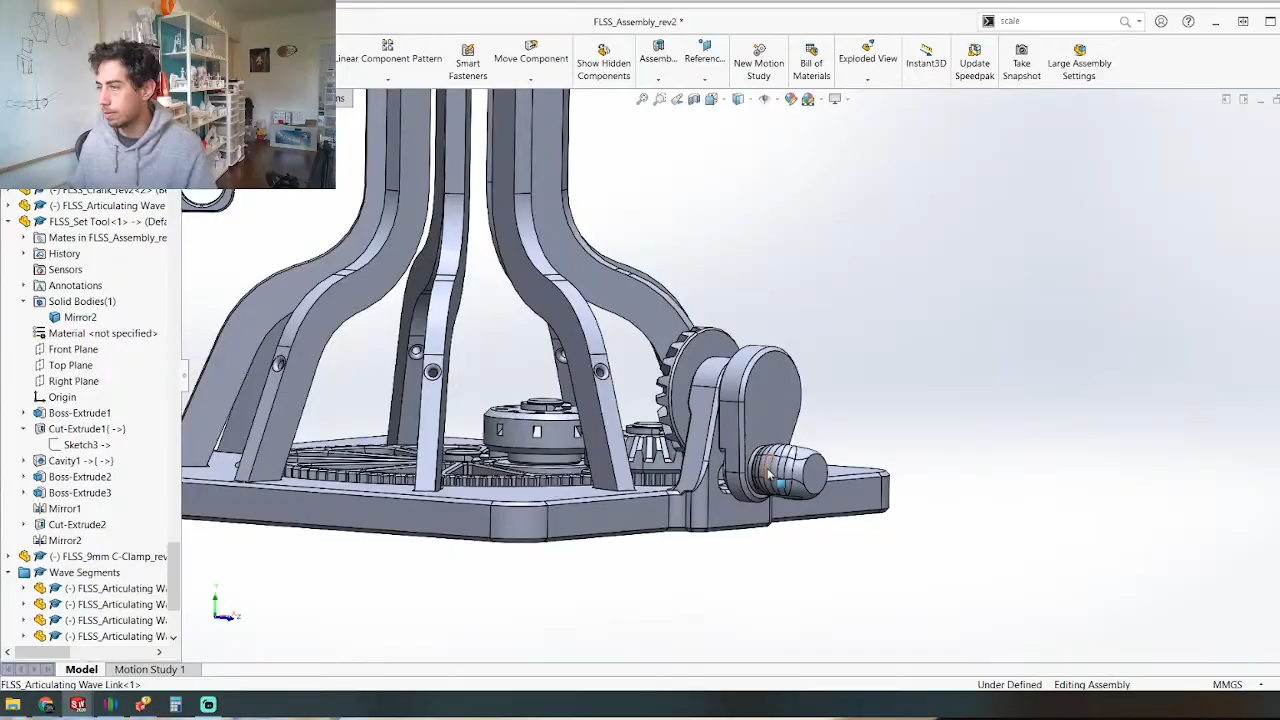 FLSS_Assembly_rev2 *
scale
Linear Component Pattern
Smart Fasteners
Move Component
Show Hidden Components
Assemb...
Referenc...
New Motion Study
Bill of Materials
Exploded View
Instant3D
Update Speedpak
Take Snapshot
Large Assembly Settings
(-) FLSS_Articulating Wave
FLSS_Set Tool<1> -> (Defa
Mates in FLSS_Assembly_re
History
Sensors
Annotations
Solid Bodies(1)
Mirror2
Material <not specified>
Front Plane
Top Plane
Right Plane
Origin
Boss-Extrude1
Cut-Extrude1{ ->}
Sketch3 ->
Cavity1 ->{ ->}
Boss-Extrude2
Boss-Extrude3
Mirror1
Cut-Extrude2
Mirror2
(-) FLSS_9mm C-Clamp_rev
Wave Segments
(-) FLSS_Articulating W
(-) FLSS_Articulating W
(-) FLSS_Articulating W
(-) FLSS_Articulating W
Model
Motion Study 1
FLSS_Articulating Wave Link<1>
Under Defined
Editing Assembly
MMGS